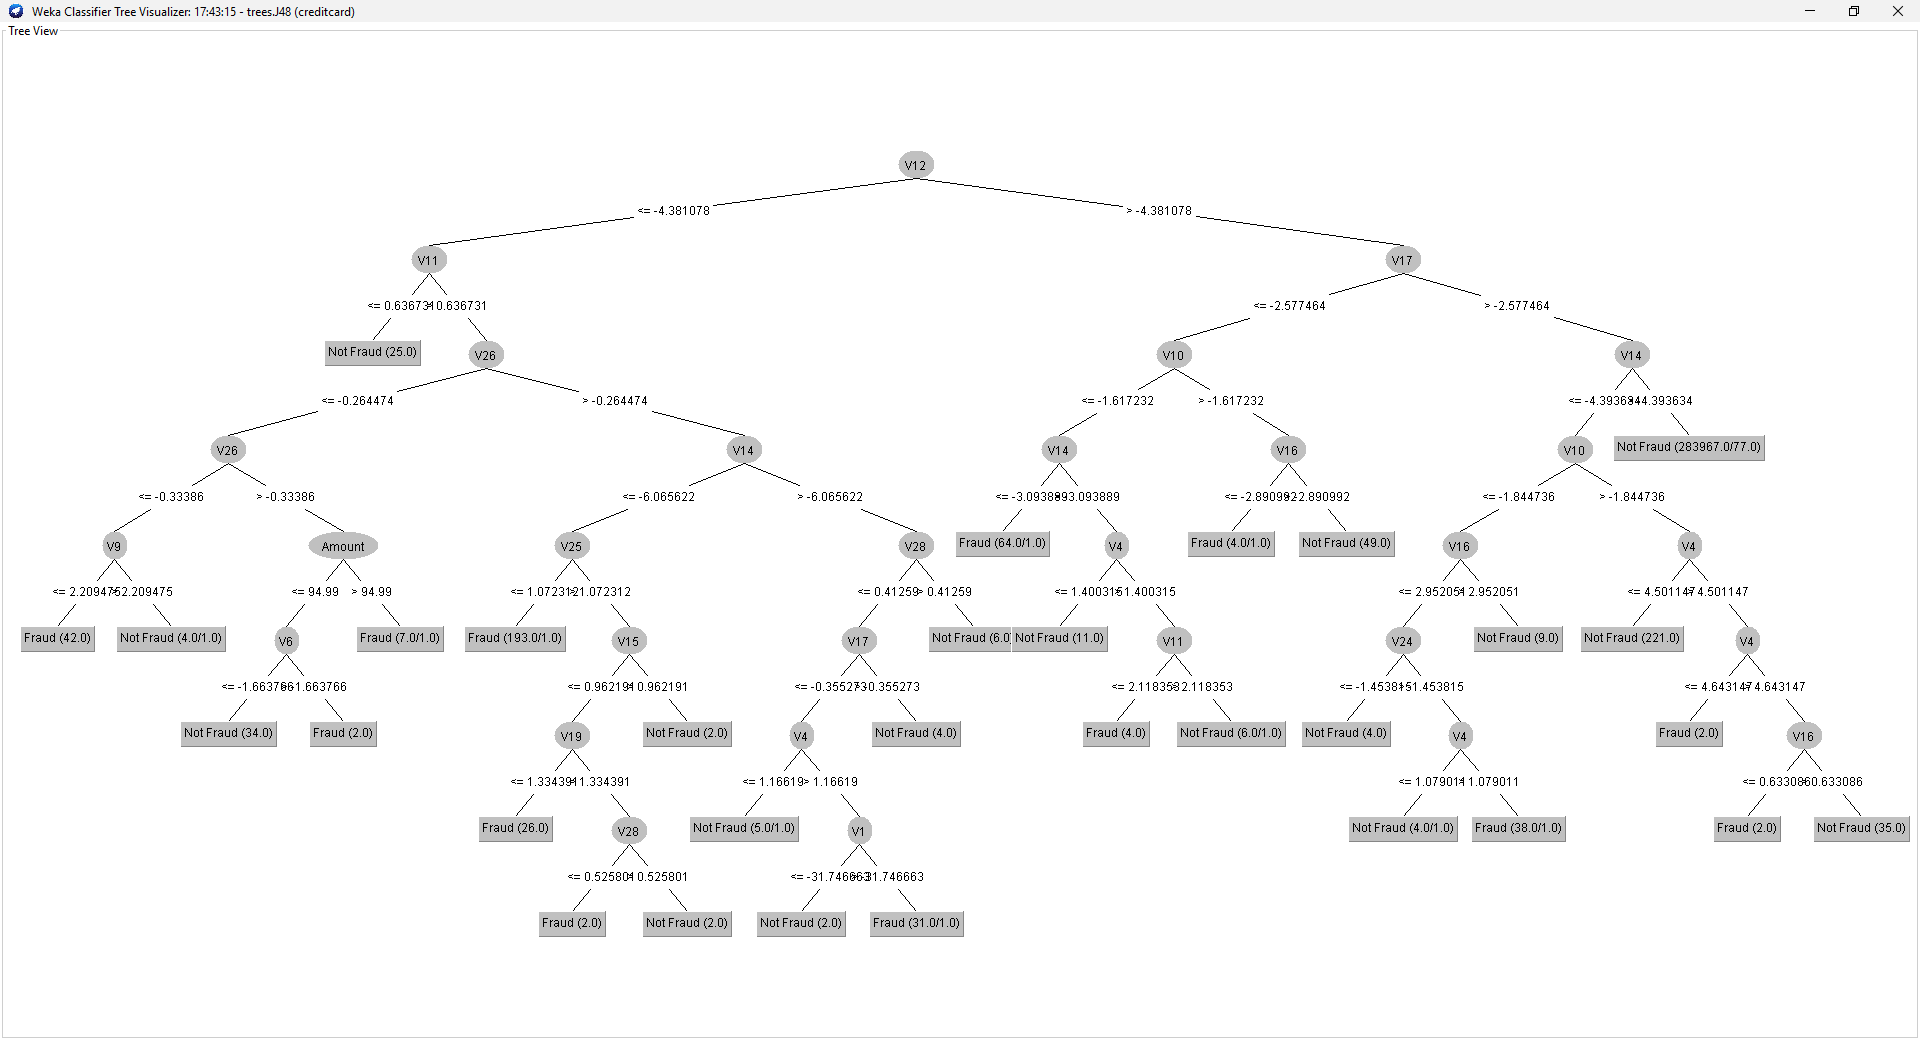 Weka Classifier Tree Visualizer: 17:43:15 - trees.J48 (creditcard)
Tree View
V12
<= -4.381078 > -4.381078
V11 V17
<= 0.636731 > 0.636731 <= -2.577464 > -2.577464
Not Fraud (25.0) V26 V10 V14
<= -0.264474 > -0.264474 <= -1.617232 > -1.617232 <= -4.393634 > -4.393634
V26 V14 V14 V16 V10 Not Fraud (283967.0/77.0)
<= -0.33386 > -0.33386 <= -6.065622 > -6.065622 <= -3.093889 > -3.093889 <= -2.890992 > -2.890992 <= -1.844736 > -1.844736
V9 Amount V25 V28 Fraud (64.0/1.0) V4 Fraud (4.0/1.0) Not Fraud (49.0) V16 V4
<= 2.209475 > 2.209475 <= 94.99 > 94.99 <= 1.072312 > 1.072312 <= 0.41259 > 0.41259 <= 1.400315 > 1.400315 <= 2.952051 > 2.952051 <= 4.501147 > 4.501147
Fraud (42.0) Not Fraud (4.0/1.0) V6 Fraud (7.0/1.0) Fraud (193.0/1.0) V15 V17 Not Fraud (6.0 Not Fraud (11.0) V11 V24 Not Fraud (9.0) Not Fraud (221.0) V4
<= -1.663766 > -1.663766 <= 0.962191 > 0.962191 <= -0.355273 > -0.355273 <= 2.118353 > 2.118353 <= -1.453815 > -1.453815 <= 4.643147 > 4.643147
Not Fraud (34.0) Fraud (2.0) V19 Not Fraud (2.0) V4 Not Fraud (4.0) Fraud (4.0) Not Fraud (6.0/1.0) Not Fraud (4.0) V4 Fraud (2.0) V16
<= 1.334391 > 1.334391 <= 1.16619 > 1.16619 <= 1.079011 > 1.079011 <= 0.633086 > 0.633086
Fraud (26.0) V28 Not Fraud (5.0/1.0) V1 Not Fraud (4.0/1.0) Fraud (38.0/1.0) Fraud (2.0) Not Fraud (35.0)
<= 0.525801 > 0.525801 <= -31.746663 > -31.746663
Fraud (2.0) Not Fraud (2.0) Not Fraud (2.0) Fraud (31.0/1.0)